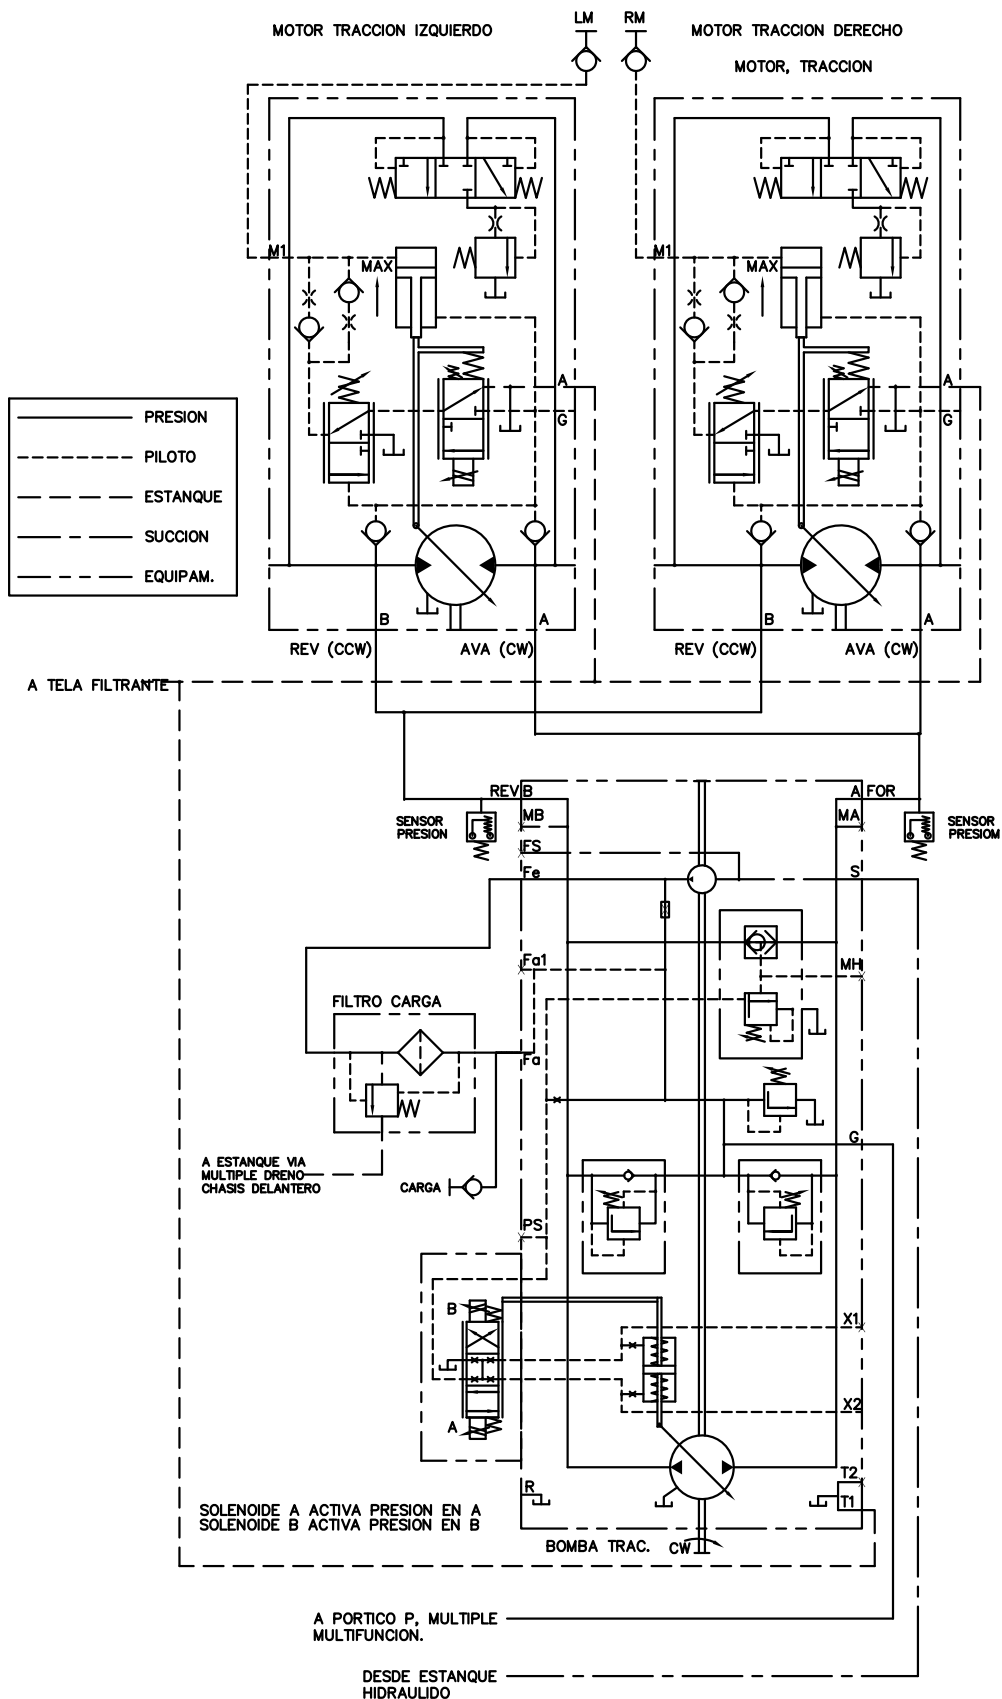 LM
RM
MOTOR TRACCION IZQUIERDO
MOTOR TRACCION DERECHO
MOTOR, TRACCION
M1
MAX
M1
MAX
A
G
A
G
PRESION
PILOTO
ESTANQUE
SUCCION
EQUIPAM.
B
A
B
A
REV (CCW)
AVA (CW)
REV (CCW)
AVA (CW)
A TELA FILTRANTE
REV B
A FOR
SENSOR
PRESION
MB
MA
SENSOR
PRESIOM
FS
Fe
S
Fa1
MH
FILTRO CARGA
Fa
G
A ESTANQUE VIA
MULTIPLE DRENO
CHASIS DELANTERO
CARGA
PS
B
X1
A
X2
R
T2
T1
SOLENOIDE A ACTIVA PRESION EN A
SOLENOIDE B ACTIVA PRESION EN B
BOMBA TRAC.
CW
A PORTICO P, MULTIPLE
MULTIFUNCION.
DESDE ESTANQUE
HIDRAULIDO